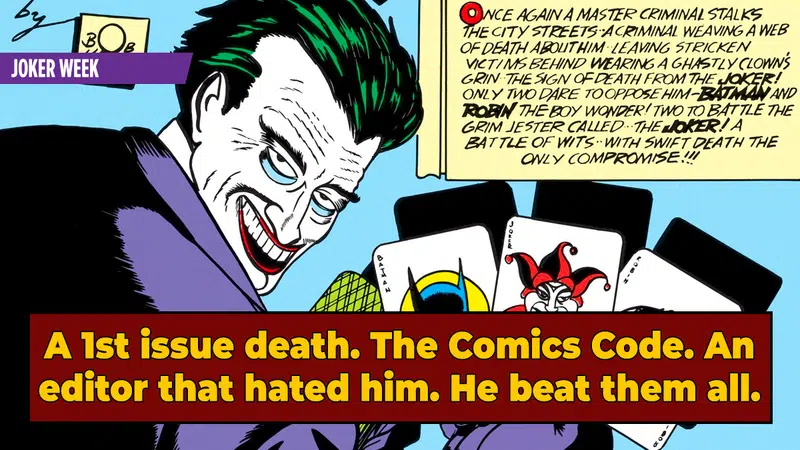 by
BOB
JOKER WEEK
ONCE AGAIN A MASTER CRIMINAL STALKS
THE CITY STREETS--A CRIMINAL WEAVING A WEB
OF DEATH ABOUT HIM--LEAVING STRICKEN
VICTIMS BEHIND WEARING A GHASTLY CLOWN'S
GRIN--THE SIGN OF DEATH FROM THE JOKER!
ONLY TWO DARE TO OPPOSE HIM--BATMAN AND
ROBIN THE BOY WONDER! TWO TO BATTLE THE
GRIM JESTER CALLED--THE JOKER! A
BATTLE OF WITS--WITH SWIFT DEATH THE
ONLY COMPROMISE!!!
BATMAN
JOKER
ROBIN
A 1st issue death. The Comics Code. An
editor that hated him. He beat them all.